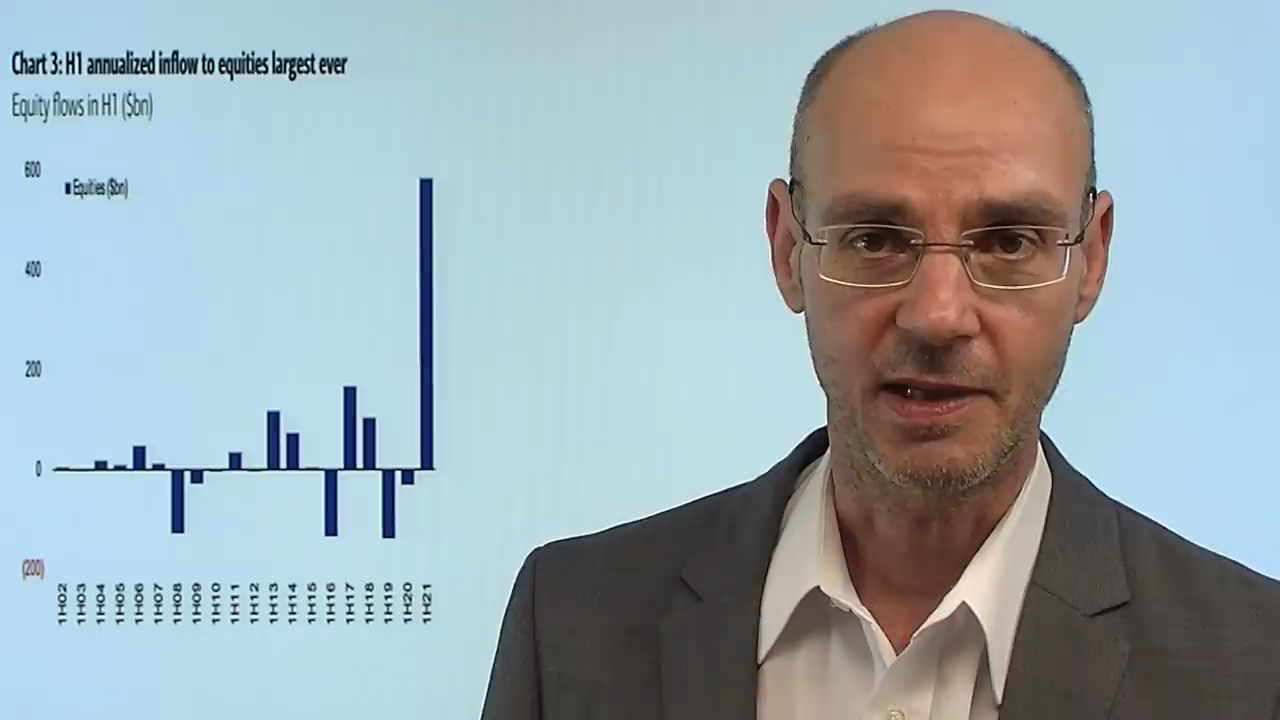 Chart 3: H1 annualized inflow to equities largest ever
Equity flows in H1 ($bn)
600
Equities ($bn)
400
200
0
(200)
1H02
1H03
1H04
1H05
1H06
1H07
1H08
1H09
1H10
1H11
1H12
1H13
1H14
1H15
1H16
1H17
1H18
1H19
1H20
1H21